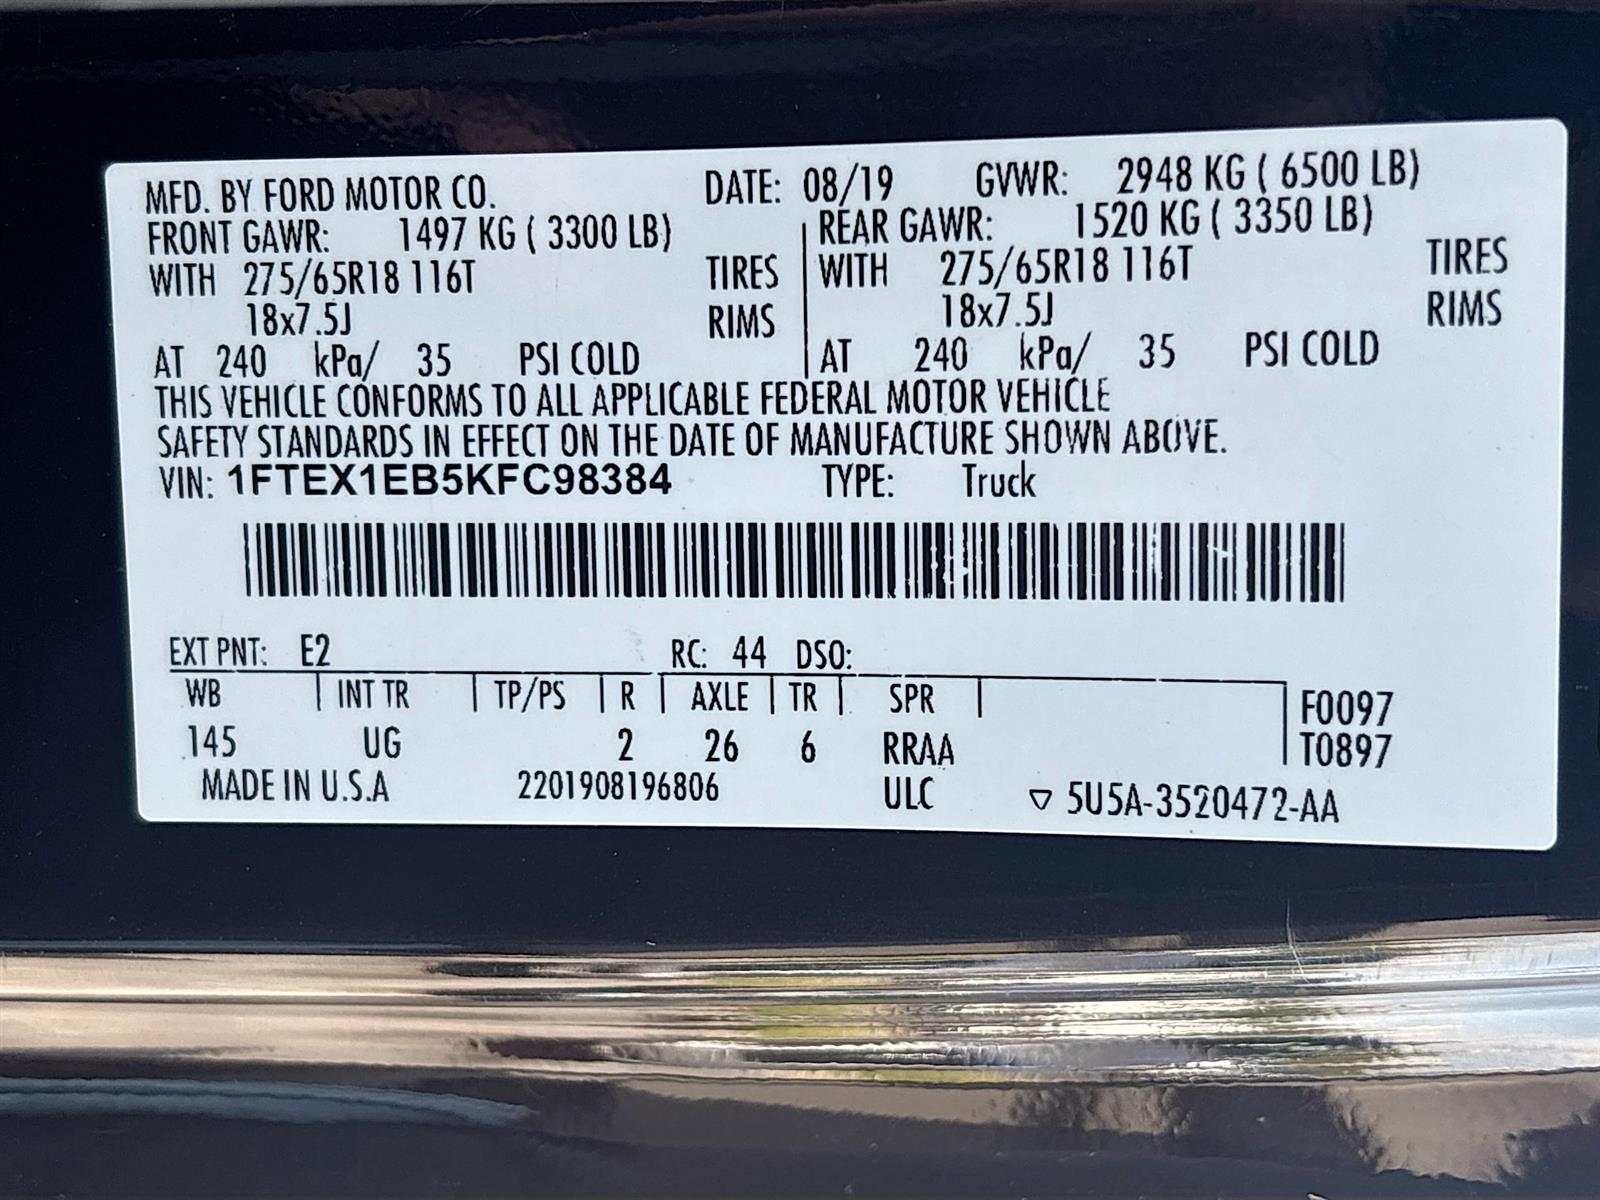 MFD. BY FORD MOTOR CO. DATE: 08/19 GVWR: 2948 KG ( 6500 LB)
FRONT GAWR: 1497 KG ( 3300 LB) REAR GAWR: 1520 KG ( 3350 LB)
WITH 275/65R18 116T TIRES WITH 275/65R18 116T TIRES
18x7.5J RIMS 18x7.5J RIMS
AT 240 kPa/ 35 PSI COLD AT 240 kPa/ 35 PSI COLD
THIS VEHICLE CONFORMS TO ALL APPLICABLE FEDERAL MOTOR VEHICLE
SAFETY STANDARDS IN EFFECT ON THE DATE OF MANUFACTURE SHOWN ABOVE.
VIN: 1FTEX1EB5KFC98384 TYPE: Truck
EXT PNT: E2 RC: 44 DSO:
WB INT TR TP/PS R AXLE TR SPR F0097
145 UG 2 26 6 RRAA T0897
MADE IN U.S.A 2201908196806 ULC ▽ 5U5A-3520472-AA